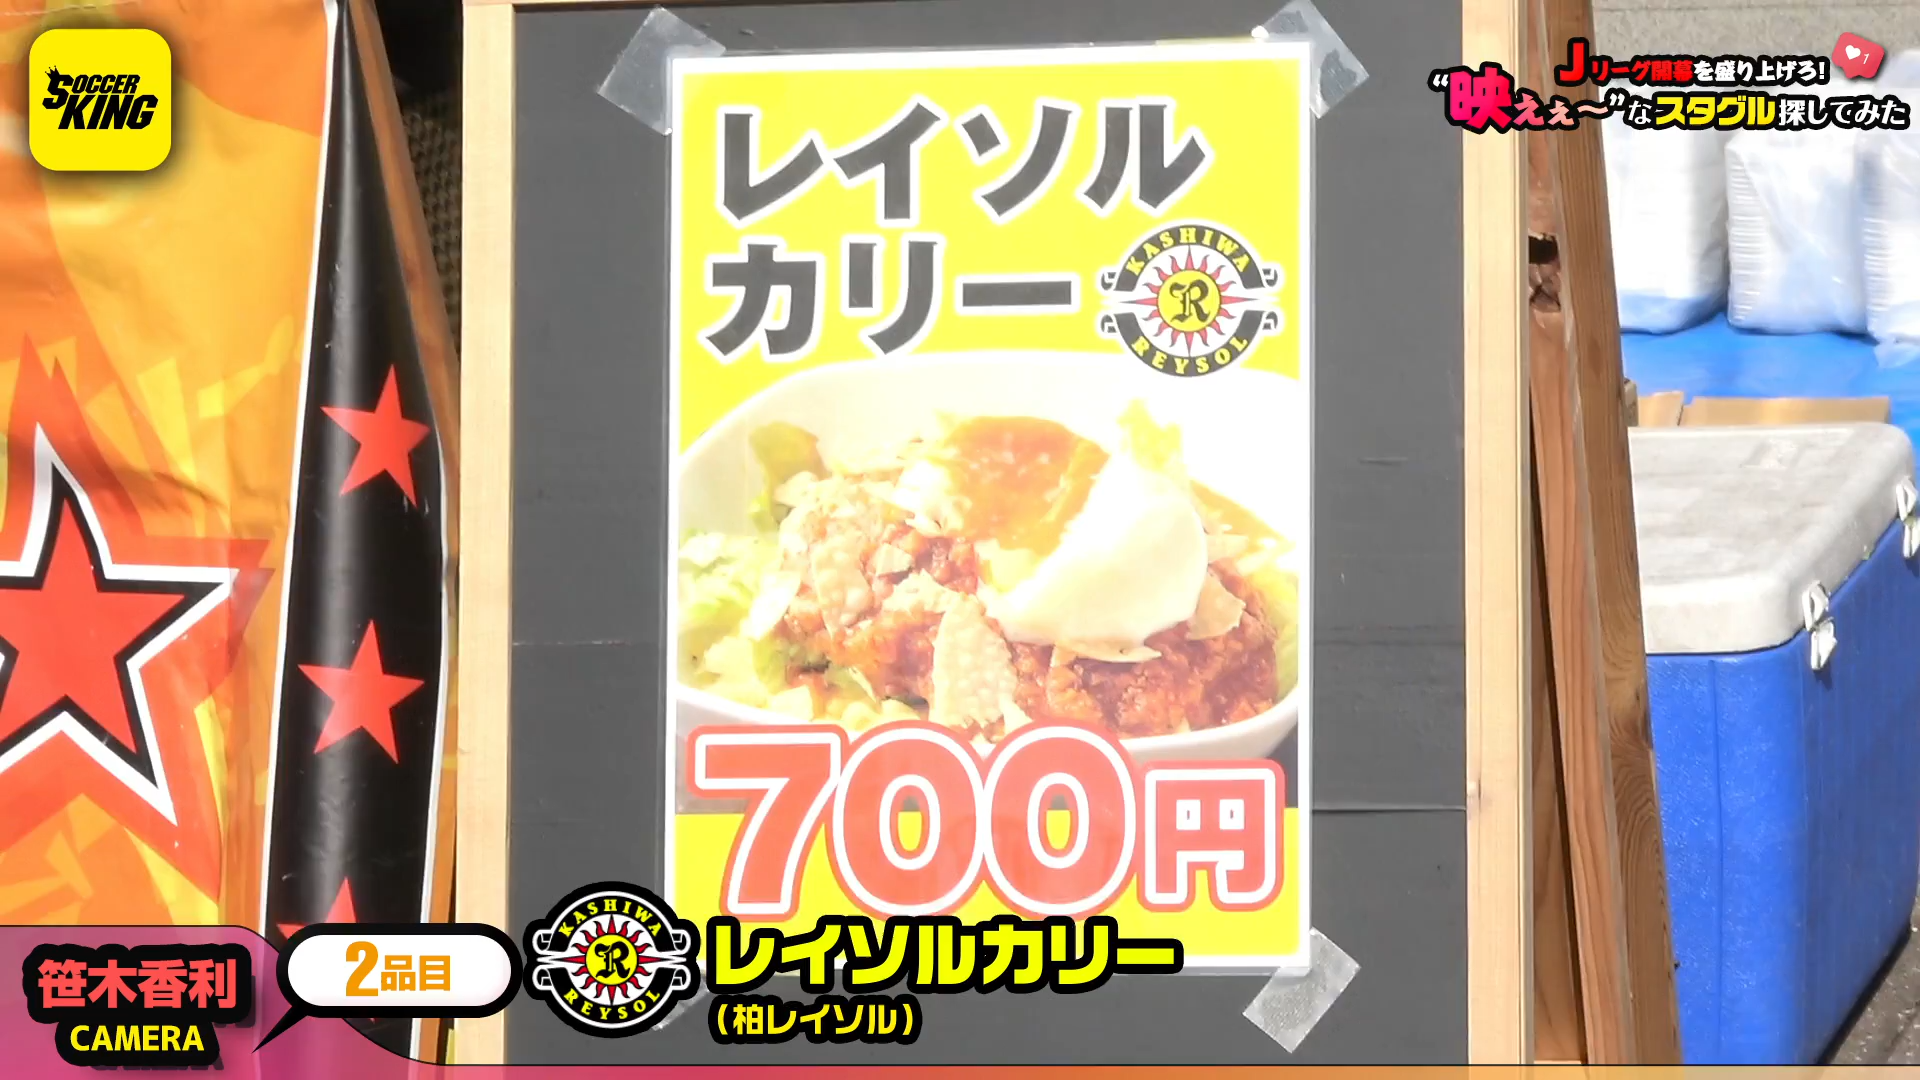 SOCCER
KING
Jリーグ開幕を盛り上げろ!
1
“映えぇ〜”なスタグル探してみた
レイソル
カリー
KASHIWA
R
REYSOL
700円
笹木香利
CAMERA
2品目
KASHIWA
R
REYSOL
レイソルカリー
(柏レイソル)